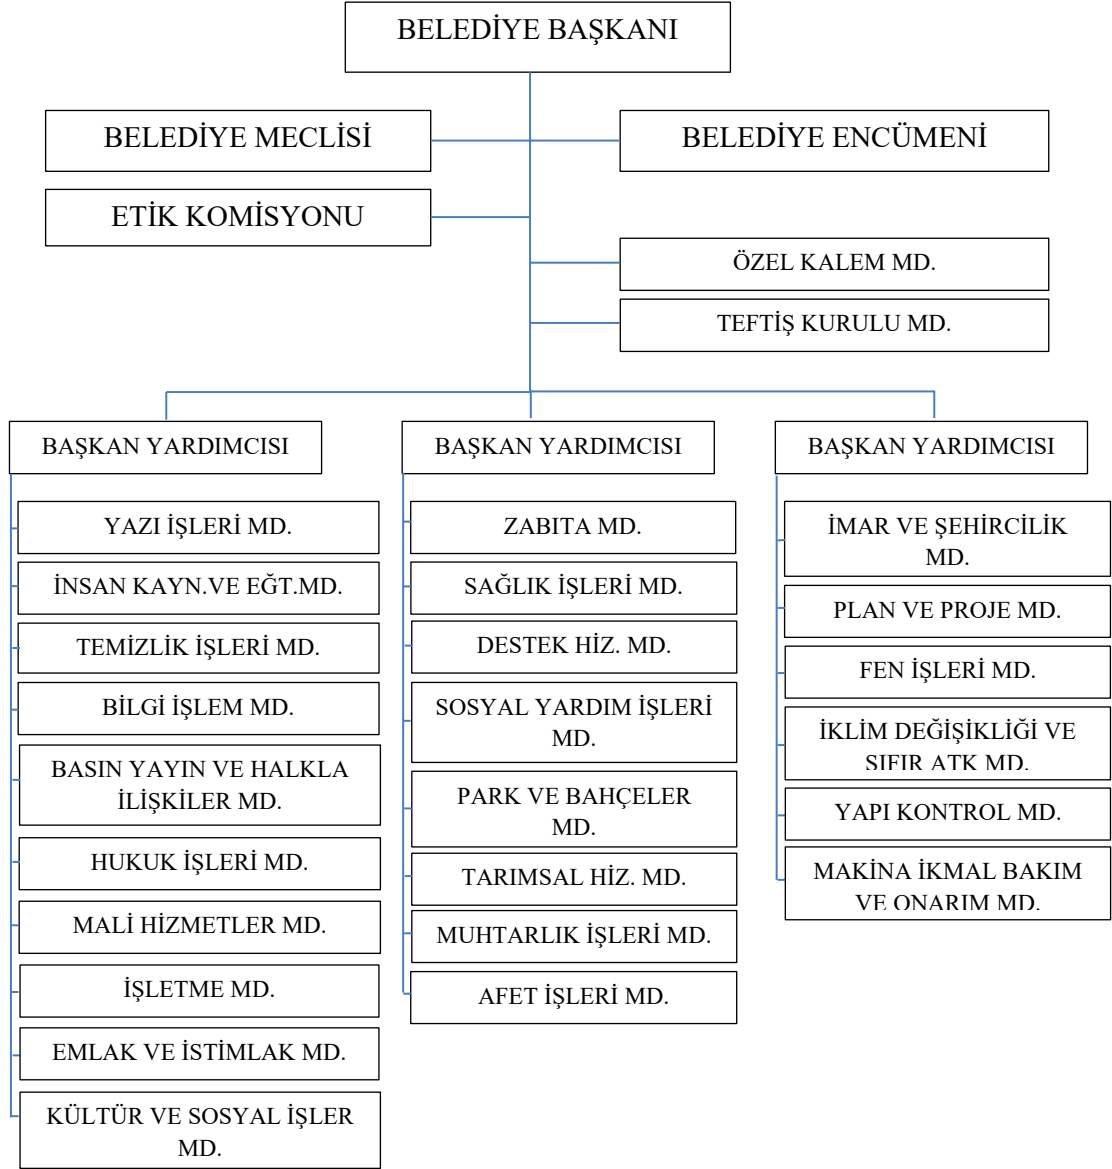 BELEDİYE BAŞKANI
BELEDİYE MECLİSİ
BELEDİYE ENCÜMENİ
ETİK KOMİSYONU
ÖZEL KALEM MD.
TEFTİŞ KURULU MD.
BAŞKAN YARDIMCISI
YAZI İŞLERİ MD.
İNSAN KAYN.VE EĞT.MD.
TEMİZLİK İŞLERİ MD.
BİLGİ İŞLEM MD.
BASIN YAYIN VE HALKLA
İLİŞKİLER MD.
HUKUK İŞLERİ MD.
MALİ HİZMETLER MD.
İŞLETME MD.
EMLAK VE İSTİMLAK MD.
KÜLTÜR VE SOSYAL İŞLER
MD.
BAŞKAN YARDIMCISI
ZABITA MD.
SAĞLIK İŞLERİ MD.
DESTEK HİZ. MD.
SOSYAL YARDIM İŞLERİ
MD.
PARK VE BAHÇELER
MD.
TARIMSAL HİZ. MD.
MUHTARLIK İŞLERİ MD.
AFET İŞLERİ MD.
BAŞKAN YARDIMCISI
İMAR VE ŞEHİRCİLİK
MD.
PLAN VE PROJE MD.
FEN İŞLERİ MD.
İKLİM DEĞİŞİKLİĞİ VE
SIFIR ATK MD.
YAPI KONTROL MD.
MAKİNA İKMAL BAKIM
VE ONARIM MD.